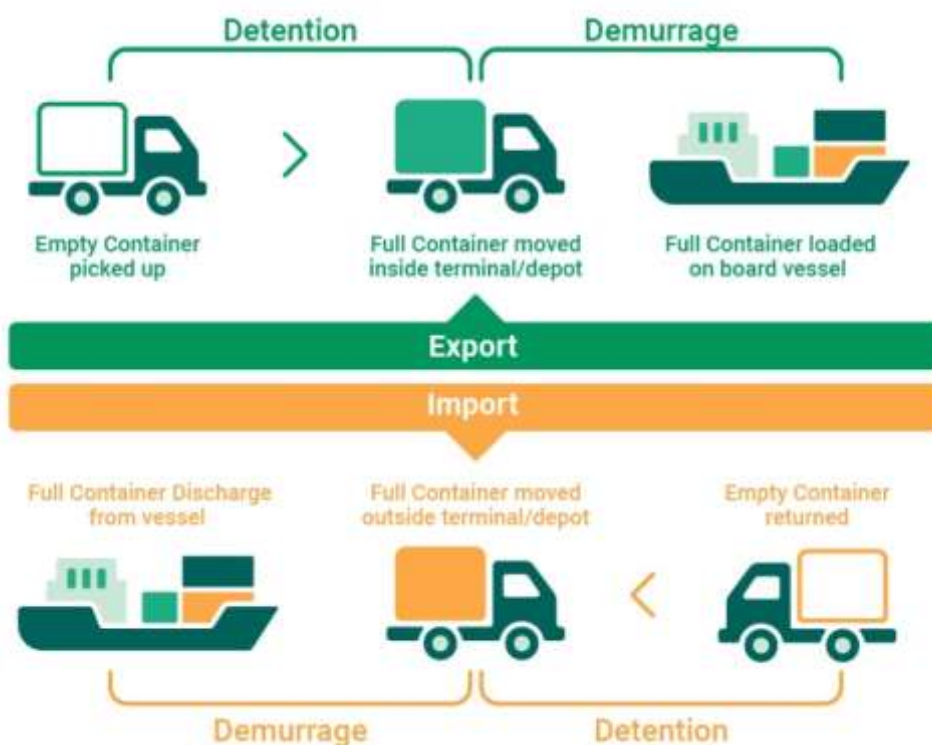 Detention
Demurrage
Empty Container
picked up
Full Container moved
inside terminal/depot
Full Container loaded
on board vessel
Export
Import
Full Container Discharge
from vessel
Full Container moved
outside terminal/depot
Empty Container
returned
Demurrage
Detention